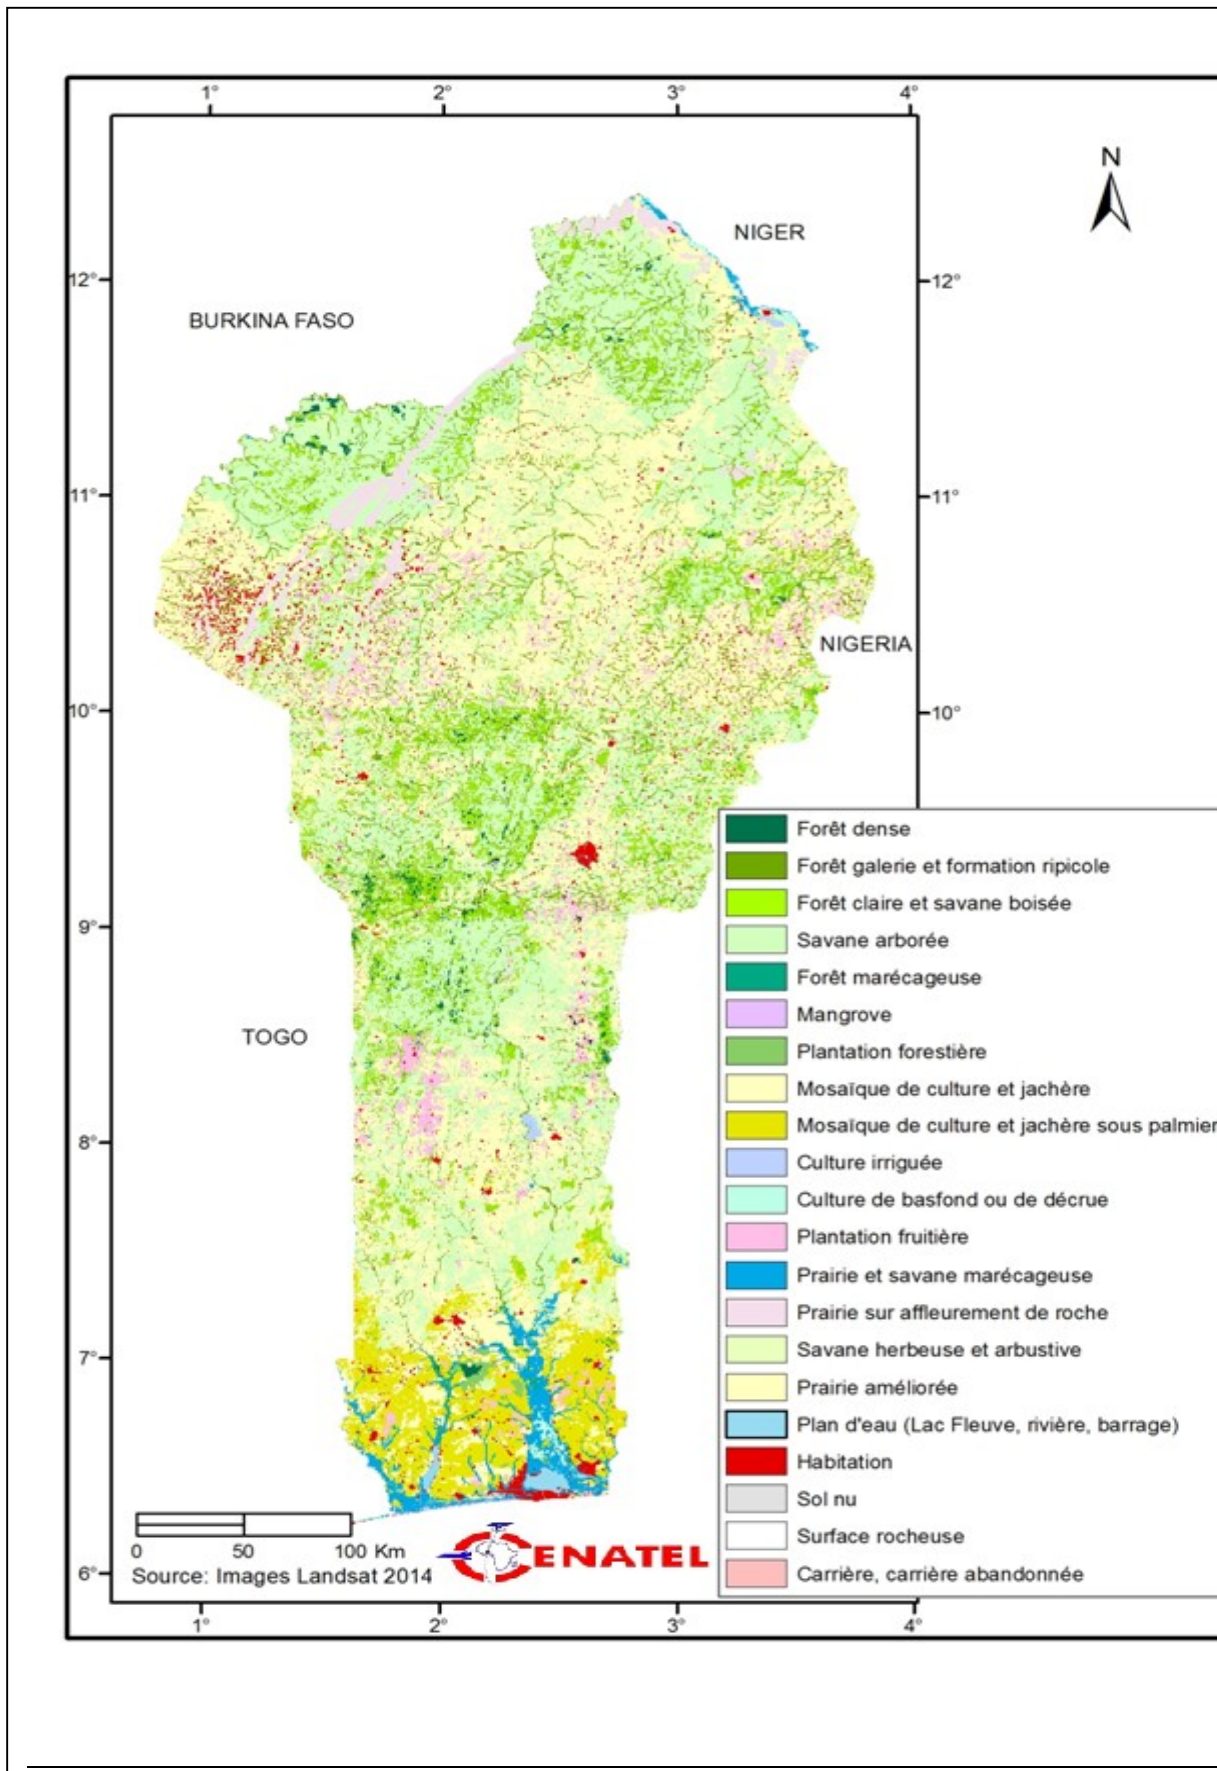 1° 2° 3° 4°
N
NIGER
12° 12°
BURKINA FASO
11° 11°
NIGERIA
10° 10°
Forêt dense
Forêt galerie et formation ripicole
Forêt claire et savane boisée
9°
Savane arborée
Forêt marécageuse
Mangrove
TOGO
Plantation forestière
Mosaïque de culture et jachère
Mosaïque de culture et jachère sous palmier
8°
Culture irriguée
Culture de basfond ou de décrue
Plantation fruitière
Prairie et savane marécageuse
Prairie sur affleurement de roche
Savane herbeuse et arbustive
7°
Prairie améliorée
Plan d'eau (Lac Fleuve, rivière, barrage)
Habitation
Sol nu
Surface rocheuse
Carrière, carrière abandonnée
0 50 100 Km
CENATEL
Source: Images Landsat 2014
6°
1° 2° 3° 4°